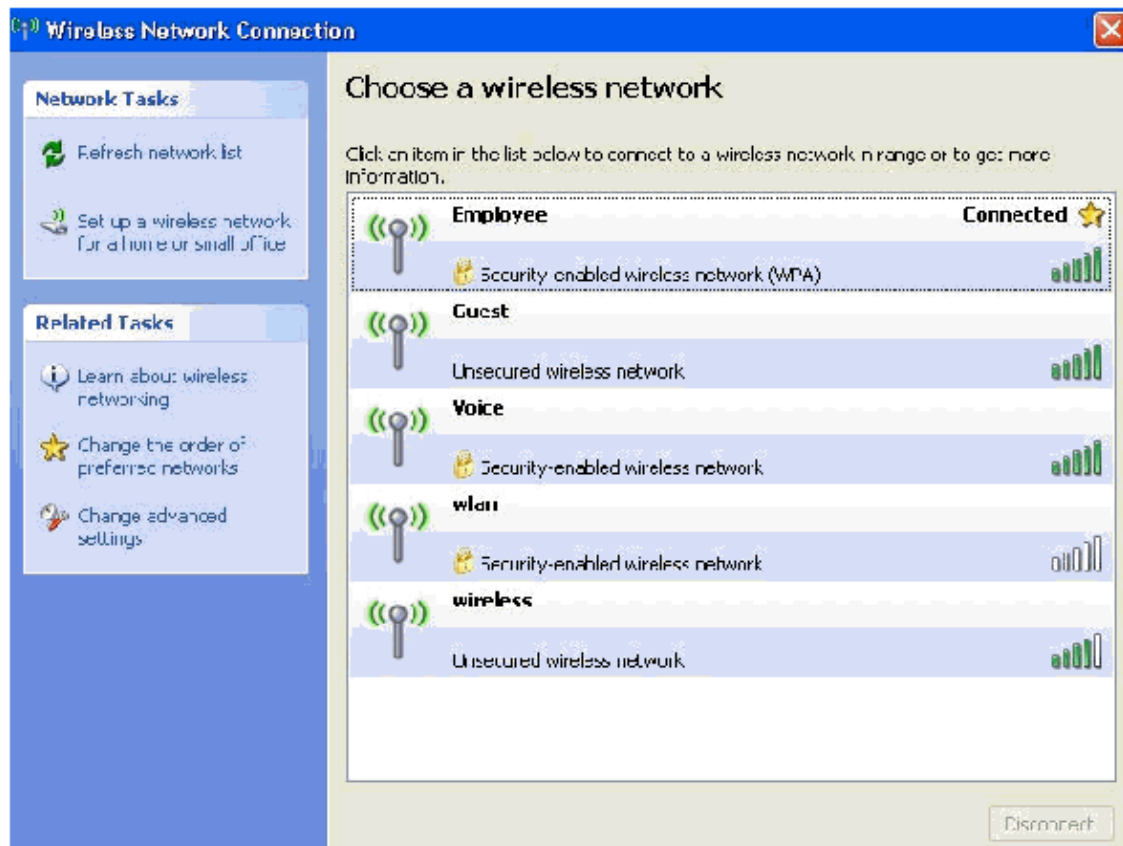 Wireless Network Connection
Network Tasks
Refresh network list
Set up a wireless network
for a home or small office
Related Tasks
Learn about wireless
networking
Change the order of
preferred networks
Change advanced
settings
Choose a wireless network
Click an item in the list below to connect to a wireless network in range or to get more
information.
Employee Connected
Security-enabled wireless network (WPA)
Guest
Unsecured wireless network
Voice
Security-enabled wireless network
wlan
Security-enabled wireless network
wireless
Unsecured wireless network
Disconnect